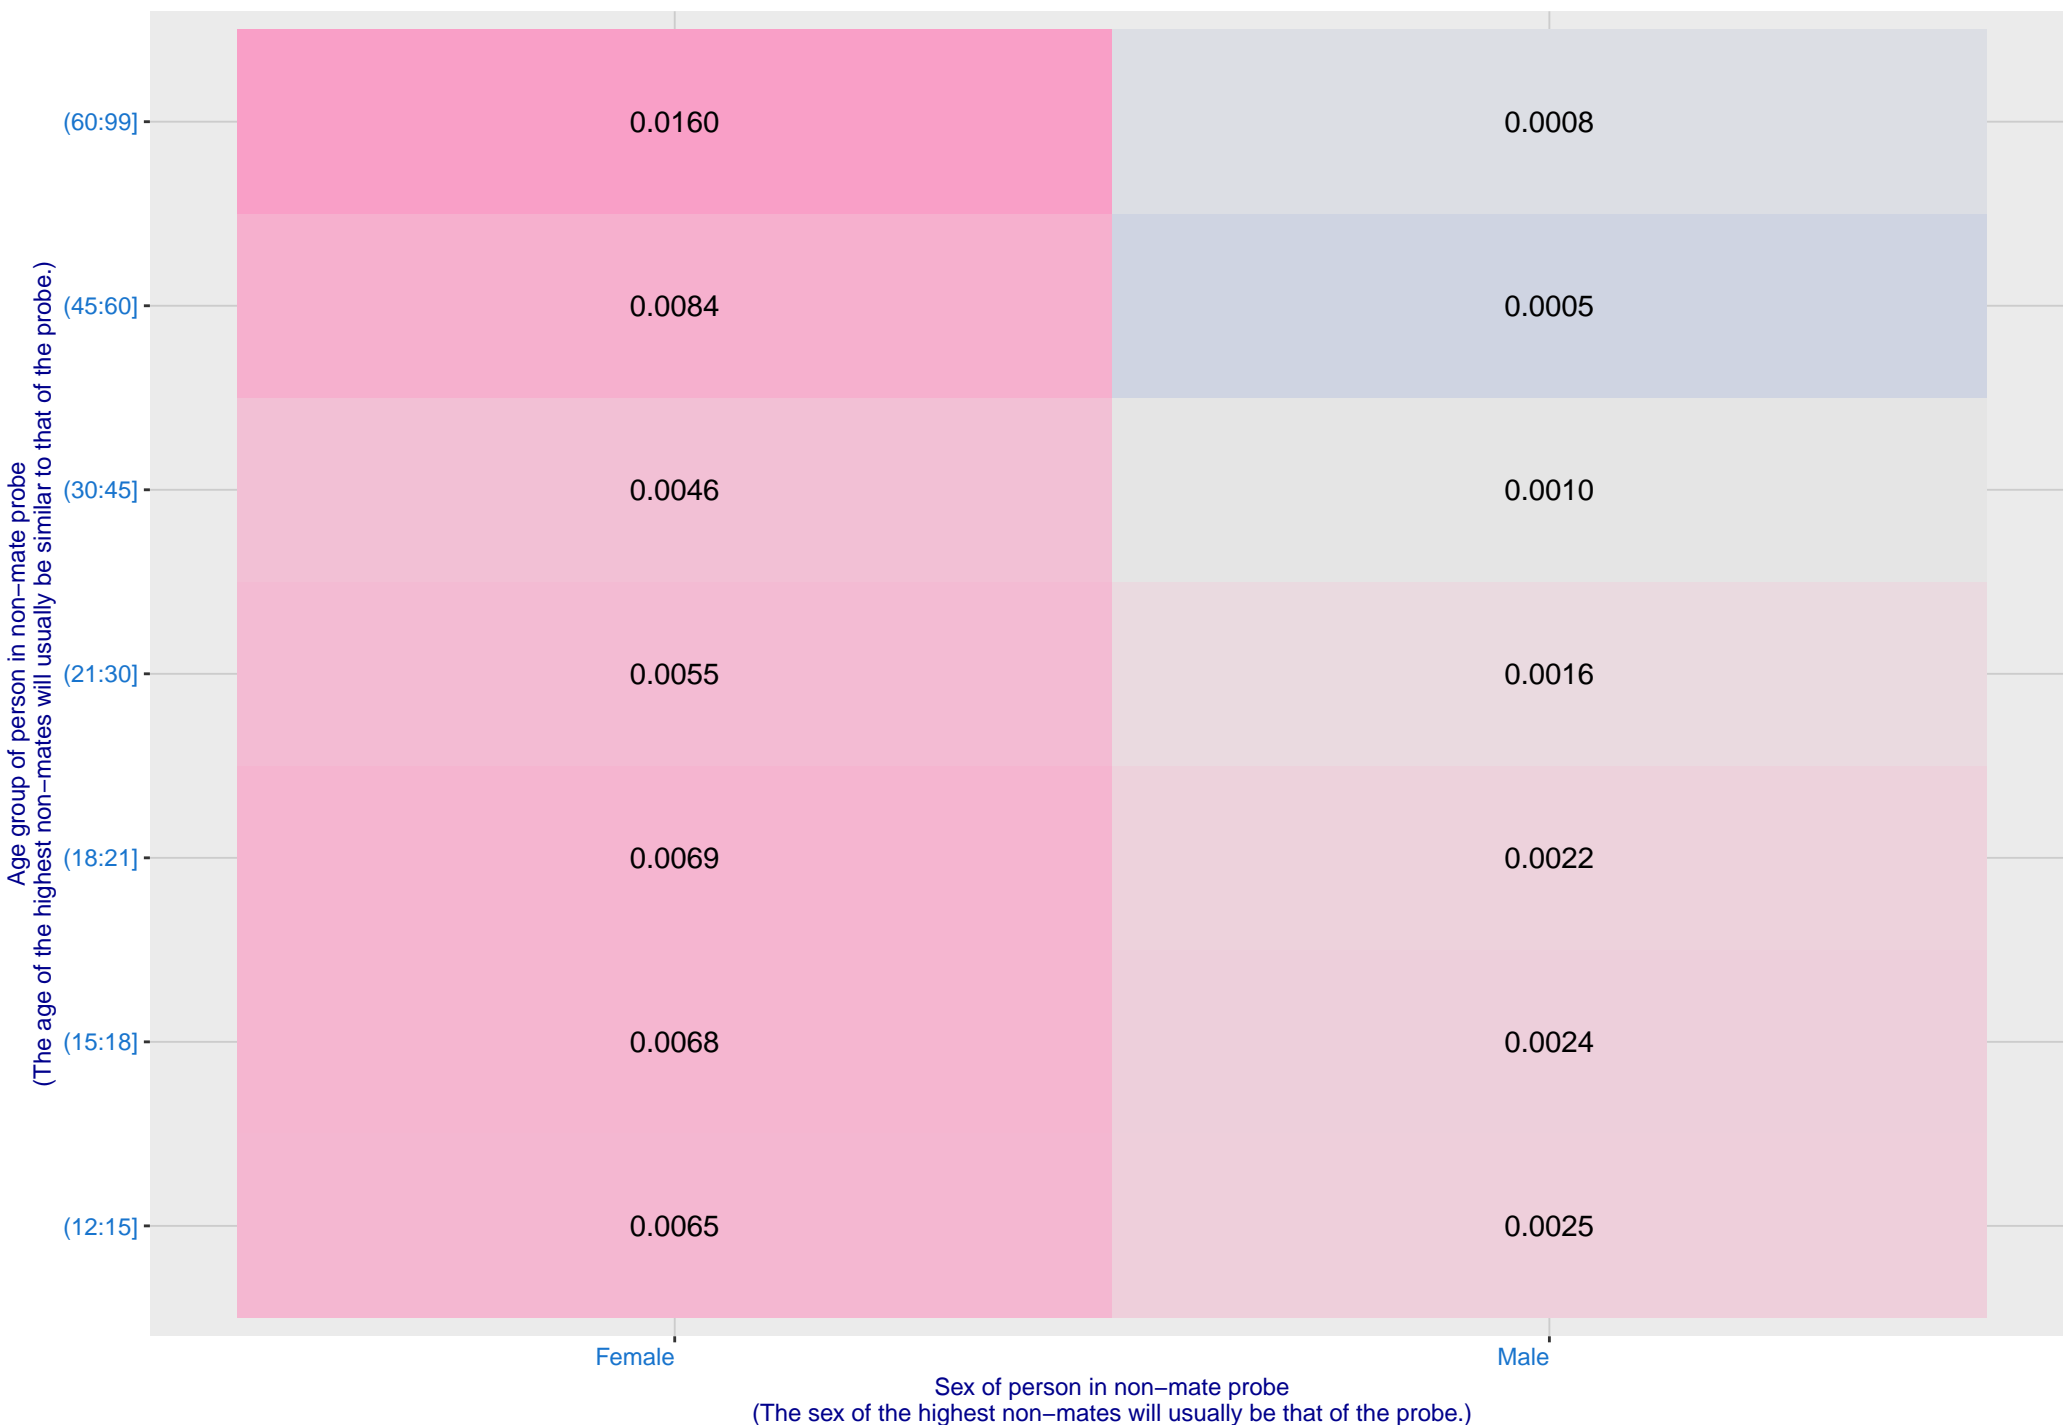 Age group of person in non−mate probe
(The age of the highest non−mates will usually be similar to that of the probe.)
(60:99] 0.0160 0.0008
(45:60] 0.0084 0.0005
(30:45] 0.0046 0.0010
(21:30] 0.0055 0.0016
(18:21] 0.0069 0.0022
(15:18] 0.0068 0.0024
(12:15] 0.0065 0.0025
Female Male
Sex of person in non−mate probe
(The sex of the highest non−mates will usually be that of the probe.)